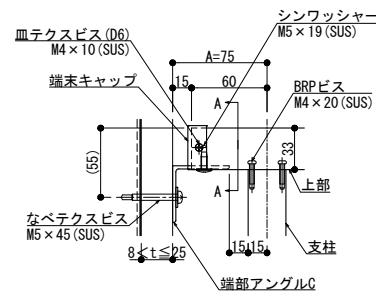 シンワッシャー
M5×19(SUS)
皿テクスビス(D6)
M4×10(SUS)
A=75
15
60
端末キャップ
A
BRPビス
M4×20(SUS)
(55)
33
上部
A
なべテクスビス
M5×45(SUS)
15
15
支柱
8<t≦25
端部アングルC